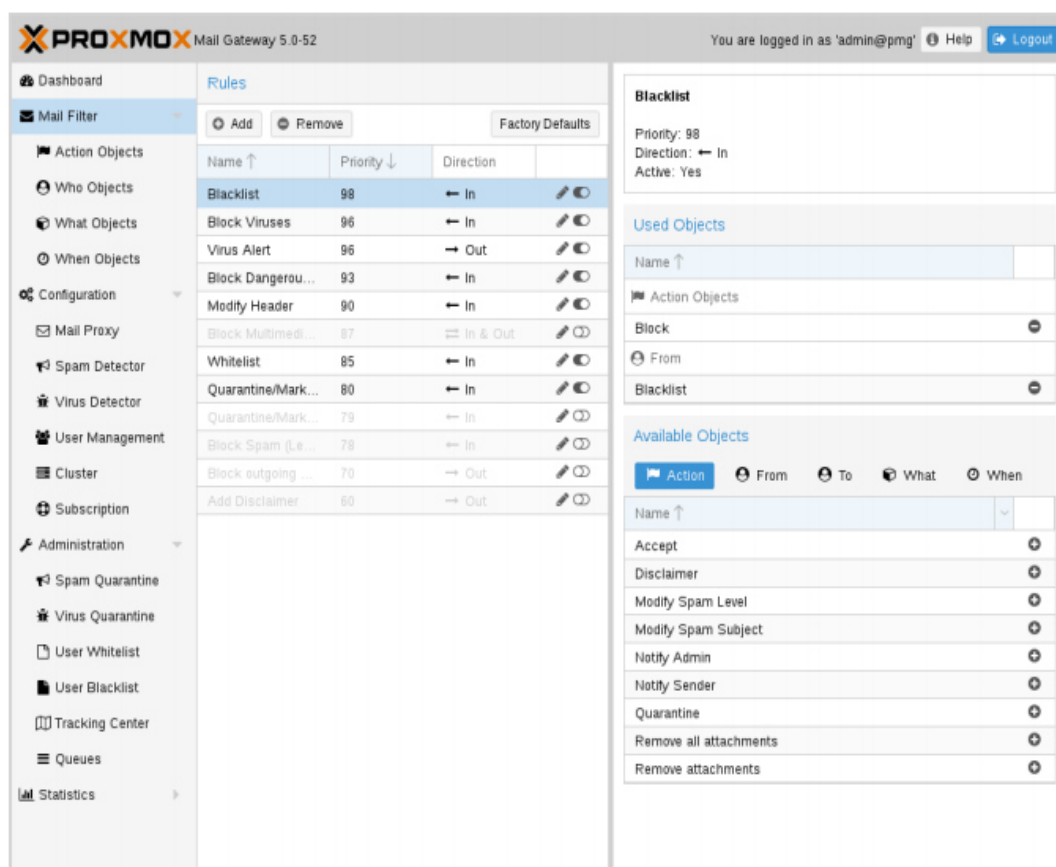 PROXMOX Mail Gateway 5.0-52
You are logged in as 'admin@pmg' Help Logout
Dashboard
Mail Filter
Action Objects
Who Objects
What Objects
When Objects
Configuration
Mail Proxy
Spam Detector
Virus Detector
User Management
Cluster
Subscription
Administration
Spam Quarantine
Virus Quarantine
User Whitelist
User Blacklist
Tracking Center
Queues
Statistics
Rules
Add Remove Factory Defaults
Name ↑ Priority ↓ Direction
Blacklist 98 ← In
Block Viruses 96 ← In
Virus Alert 96 → Out
Block Dangerou... 93 ← In
Modify Header 90 ← In
Block Multimedi... 87 In & Out
Whitelist 85 ← In
Quarantine/Mark... 80 ← In
Quarantine/Mark... 79 ← In
Block Spam (Le... 78 ← In
Block outgoing ... 70 → Out
Add Disclaimer 60 → Out
Blacklist
Priority: 98
Direction: ← In
Active: Yes
Used Objects
Name ↑
Action Objects
Block
From
Blacklist
Available Objects
Action From To What When
Name ↑
Accept
Disclaimer
Modify Spam Level
Modify Spam Subject
Notify Admin
Notify Sender
Quarantine
Remove all attachments
Remove attachments